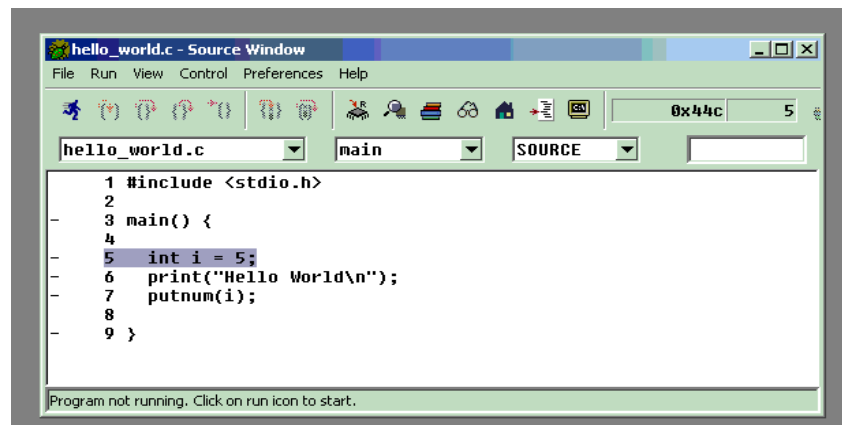 hello_world.c - Source Window
File Run View Control Preferences Help
0x44c 5
hello_world.c main SOURCE
1 #include <stdio.h>
2
3 main() {
4
5 int i = 5;
6 print("Hello World\n");
7 putnum(i);
8
9 }
Program not running. Click on run icon to start.